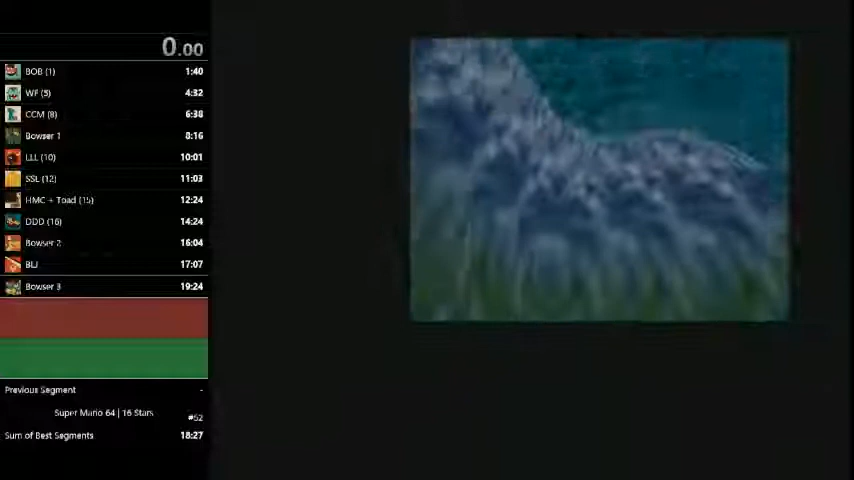 0.00
BOB (1) 1:40
WF (5) 4:32
CCM (8) 6:38
Bowser 1 8:16
LLL (10) 10:01
SSL (12) 11:03
HMC + Toad (15) 12:24
DDD (16) 14:24
Bowser 2 16:04
BLJ 17:07
Bowser 3 19:24
Previous Segment -
Super Mario 64 | 16 Stars
#52
Sum of Best Segments 18:27